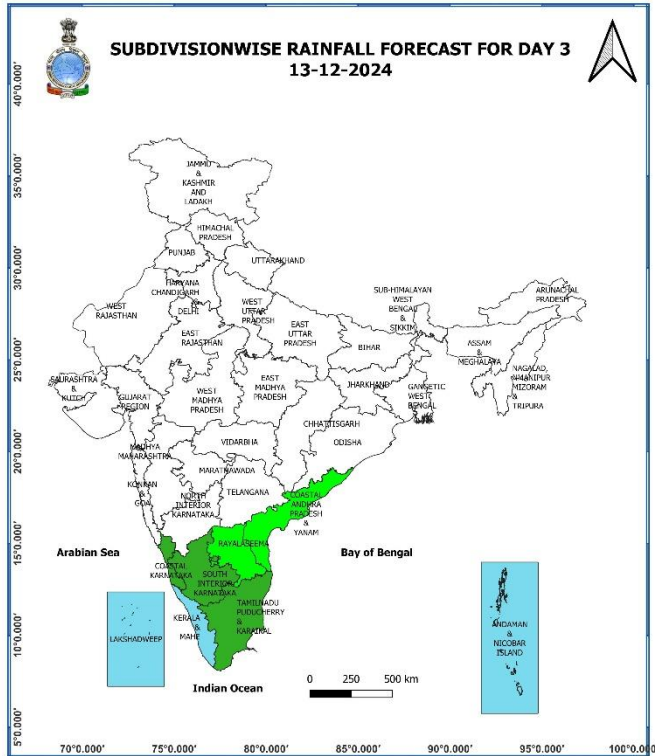 SUBDIVISIONWISE RAINFALL FORECAST FOR DAY 3
13-12-2024
40°0.000'
35°0.000'
30°0.000'
25°0.000'
20°0.000'
15°0.000'
10°0.000'
5°0.000'
JAMMU
&
KASHMIR
AND
LADAKH
HIMACHAL
PRADESH
PUNJAB
UTTARAKHAND
HARYANA
CHANDIGARH
&
DELHI
WEST
RAJASTHAN
WEST
UTTAR
PRADESH
SUB-HIMALAYAN
WEST
BENGAL
&
SIKKIM
ARUNACHAL
PRADESH
EAST
RAJASTHAN
EAST
UTTAR
PRADESH
BIHAR
ASSAM
&
MEGHALAYA
NAGALAD,
MANIPUR
MIZORAM
&
TRIPURA
SAURASHTRA
&
KUTCH
GUJARAT
REGION
WEST
MADHYA
PRADESH
EAST
MADHYA
PRADESH
JHARKHAND
GANGETIC
WEST
BENGAL
CHHATTISGARH
ODISHA
VIDARBHA
MADHYA
MAHARASHTRA
MARATHWADA
KONKAN
&
GOA
NORTH
INTERIOR
KARNATAKA
TELANGANA
COASTAL
ANDHRA
PRADESH
&
YANAM
RAYALASEEMA
Arabian Sea
Bay of Bengal
COASTAL
KARNATAKA
SOUTH
INTERIOR
KARNATAKA
TAMILNADU
PUDUCHERRY
&
KARAIKAL
KERALA
&
MAHE
LAKSHADWEEP
ANDAMAN
&
NICOBAR
ISLAND
Indian Ocean
0 250 500 km
70°0.000' 75°0.000' 80°0.000' 85°0.000' 90°0.000' 95°0.000' 100°0.000'